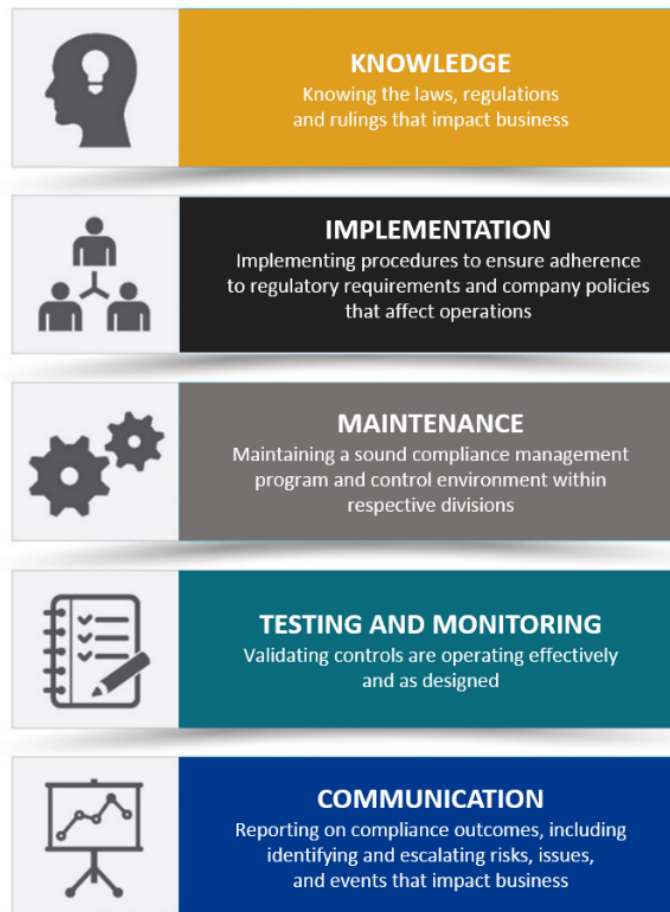 KNOWLEDGE
Knowing the laws, regulations
and rulings that impact business
IMPLEMENTATION
Implementing procedures to ensure adherence
to regulatory requirements and company policies
that affect operations
MAINTENANCE
Maintaining a sound compliance management
program and control environment within
respective divisions
TESTING AND MONITORING
Validating controls are operating effectively
and as designed
COMMUNICATION
Reporting on compliance outcomes, including
identifying and escalating risks, issues,
and events that impact business